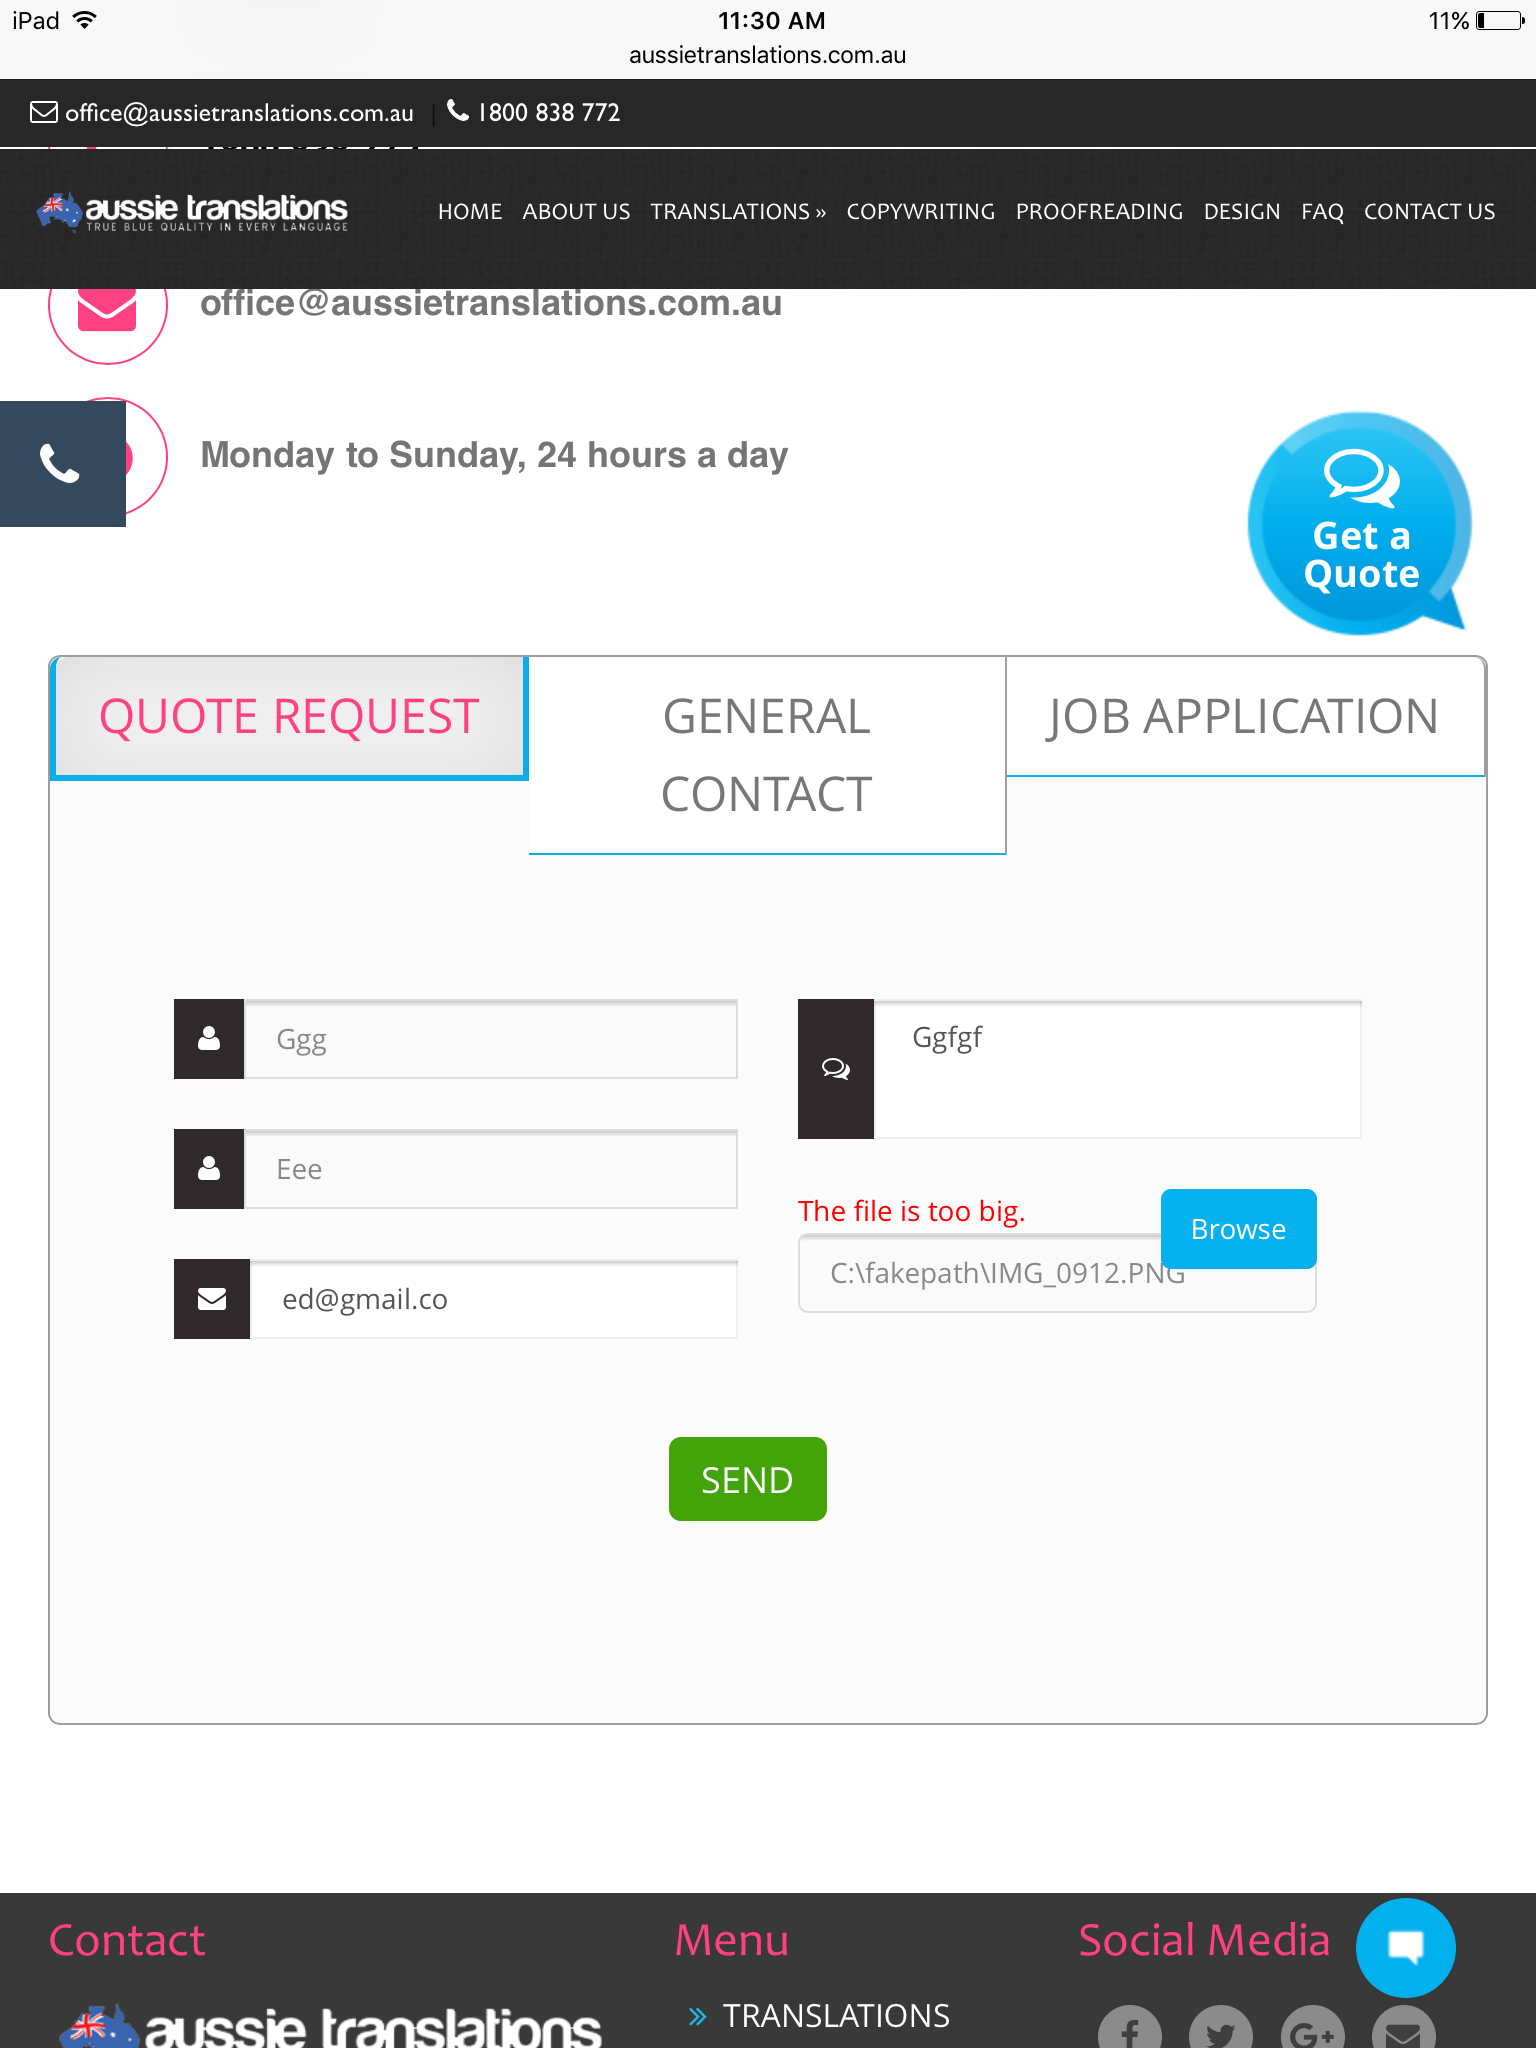 iPad
11:30 AM
11%
aussietranslations.com.au
office@aussietranslations.com.au | 1800 838 772
aussie translations
TRUE BLUE QUALITY IN EVERY LANGUAGE
HOME ABOUT US TRANSLATIONS » COPYWRITING PROOFREADING DESIGN FAQ CONTACT US
office@aussietranslations.com.au
Monday to Sunday, 24 hours a day
Get a
Quote
QUOTE REQUEST
GENERAL
CONTACT
JOB APPLICATION
Ggg
Eee
ed@gmail.co
Ggfgf
The file is too big.
Browse
C:\fakepath\IMG_0912.PNG
SEND
Contact
aussie translations
Menu
» TRANSLATIONS
Social Media